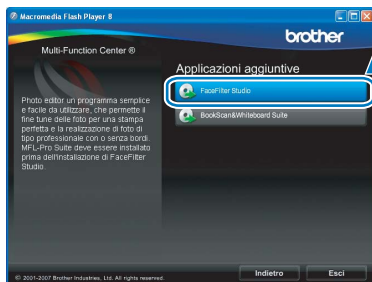 Macromedia Flash Player 8
brother
Multi-Function Center ®
Applicazioni aggiuntive
FaceFilter Studio
BookScan&Whiteboard Suite
Photo editor un programma semplice
e facile da utilizzare, che permette il
fine tune delle foto per una stampa
perfetta e la realizzazione di foto di
tipo professionale con o senza bordi.
MFL-Pro Suite deve essere installato
prima dell'installazione di FaceFilter
Studio.
Indietro
Esci
© 2001-2007 Brother Industries, Ltd. All rights reserved.